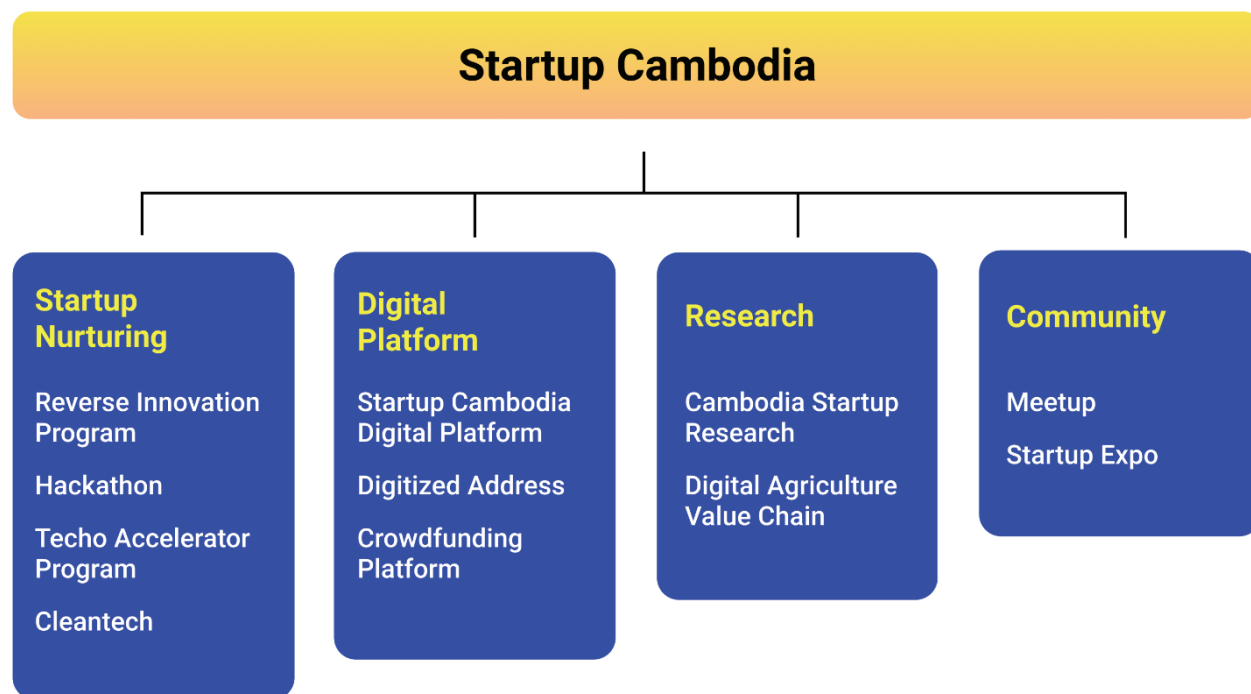 Startup Cambodia
Startup
Nurturing
Reverse Innovation
Program
Hackathon
Techo Accelerator
Program
Cleantech
Digital
Platform
Startup Cambodia
Digital Platform
Digitized Address
Crowdfunding
Platform
Research
Cambodia Startup
Research
Digital Agriculture
Value Chain
Community
Meetup
Startup Expo